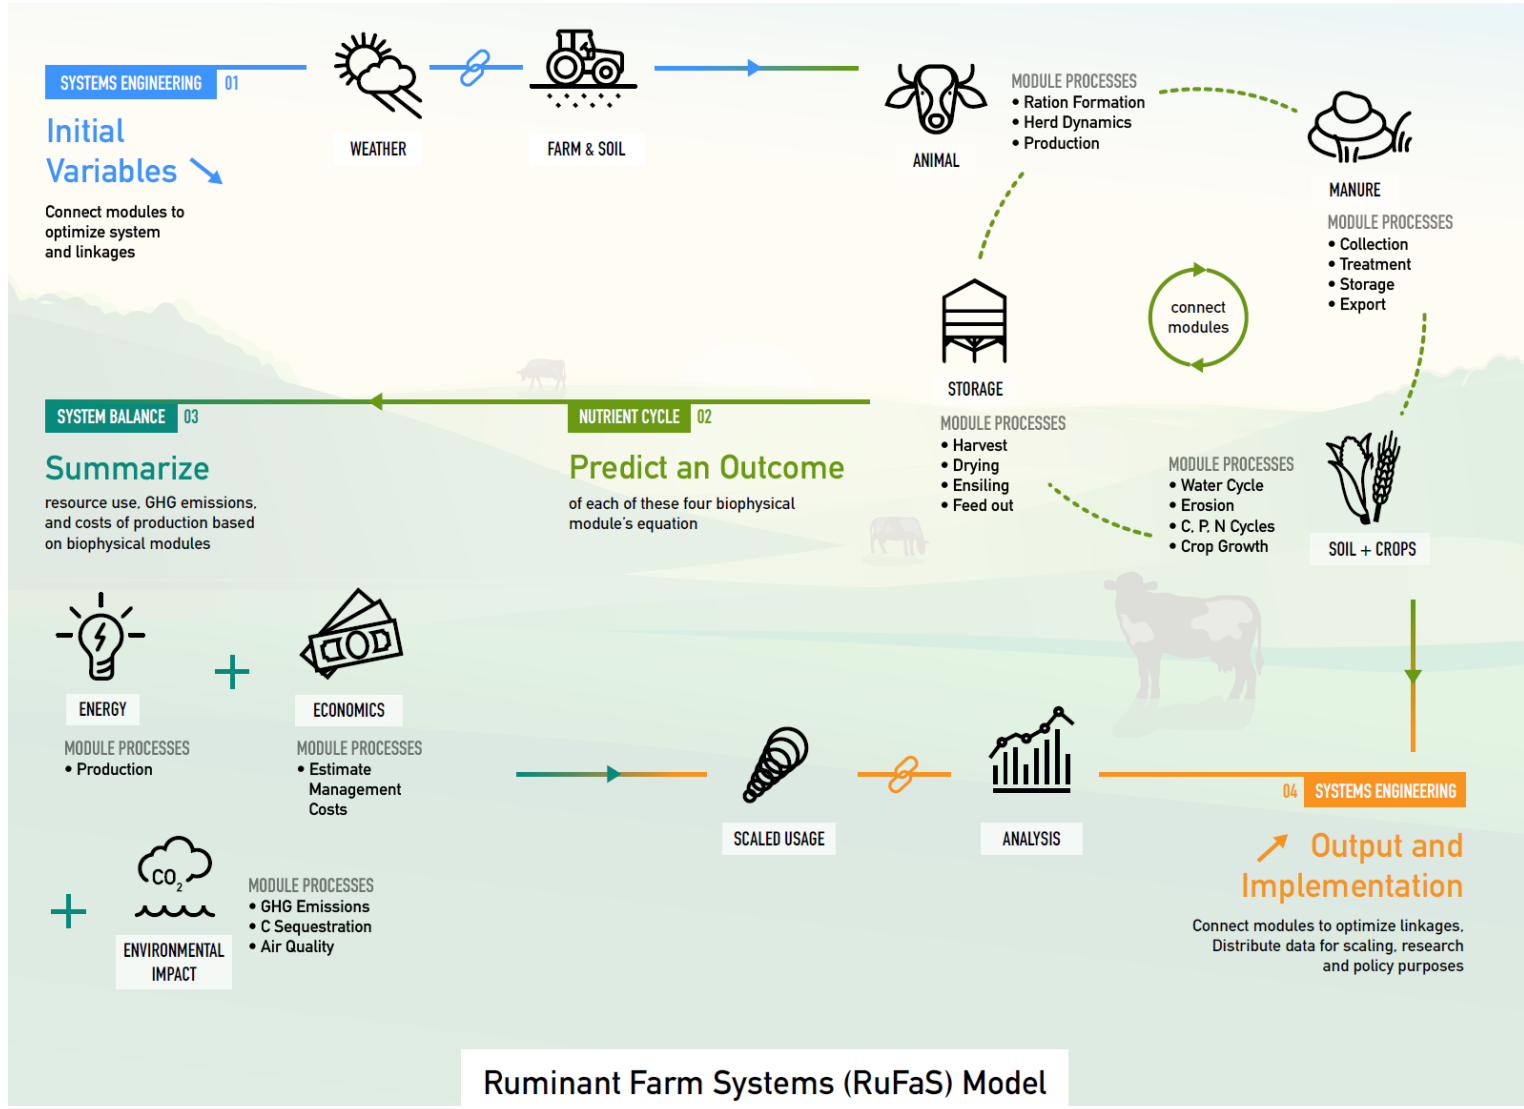 SYSTEMS ENGINEERING 01
Initial
Variables
Connect modules to
optimize system
and linkages
WEATHER
FARM & SOIL
ANIMAL
MODULE PROCESSES
• Ration Formation
• Herd Dynamics
• Production
MANURE
MODULE PROCESSES
• Collection
• Treatment
• Storage
• Export
connect
modules
STORAGE
MODULE PROCESSES
• Harvest
• Drying
• Ensiling
• Feed out
MODULE PROCESSES
• Water Cycle
• Erosion
• C, P, N Cycles
• Crop Growth
SOIL + CROPS
NUTRIENT CYCLE 02
Predict an Outcome
of each of these four biophysical
module's equation
SYSTEM BALANCE 03
Summarize
resource use, GHG emissions,
and costs of production based
on biophysical modules
ENERGY
MODULE PROCESSES
• Production
ECONOMICS
MODULE PROCESSES
• Estimate
Management
Costs
CO2
ENVIRONMENTAL
IMPACT
MODULE PROCESSES
• GHG Emissions
• C Sequestration
• Air Quality
SCALED USAGE
ANALYSIS
04 SYSTEMS ENGINEERING
Output and
Implementation
Connect modules to optimize linkages,
Distribute data for scaling, research
and policy purposes
Ruminant Farm Systems (RuFaS) Model